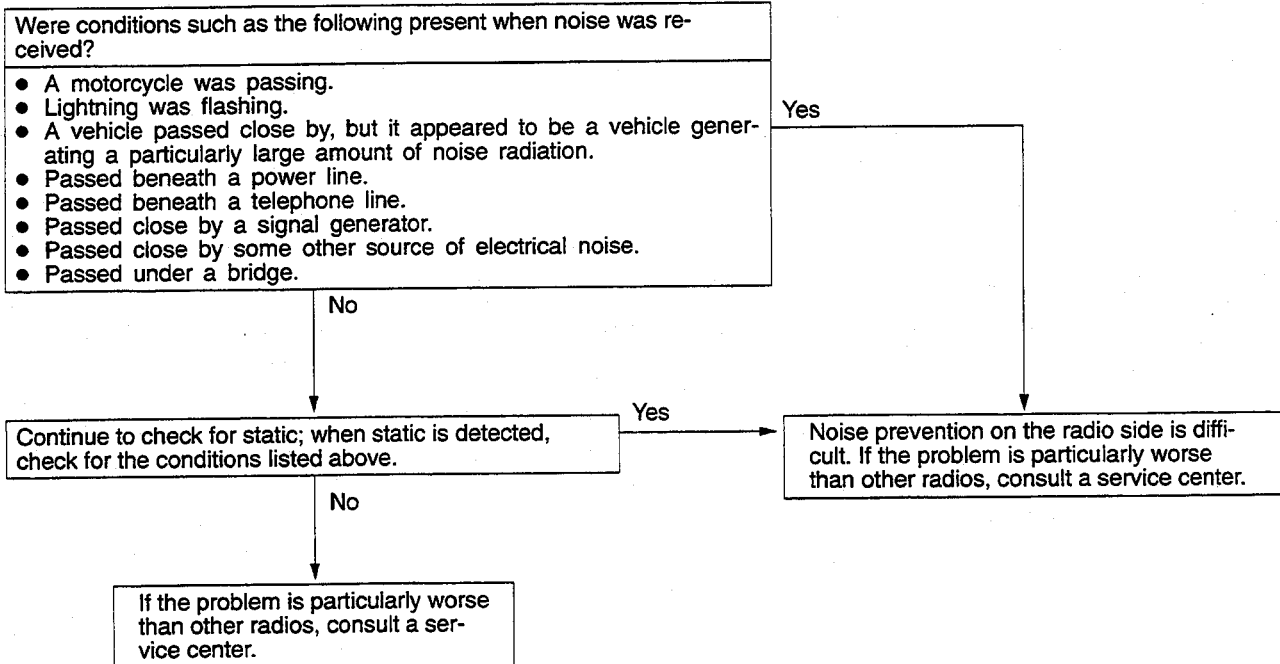 Were conditions such as the following present when noise was re-
ceived?
● A motorcycle was passing.
● Lightning was flashing.
● A vehicle passed close by, but it appeared to be a vehicle gener-
ating a particularly large amount of noise radiation.
● Passed beneath a power line.
● Passed beneath a telephone line.
● Passed close by a signal generator.
● Passed close by some other source of electrical noise.
● Passed under a bridge.
Yes
No
Continue to check for static; when static is detected,
check for the conditions listed above.
Yes
Noise prevention on the radio side is diffi-
cult. If the problem is particularly worse
than other radios, consult a service center.
No
If the problem is particularly worse
than other radios, consult a ser-
vice center.